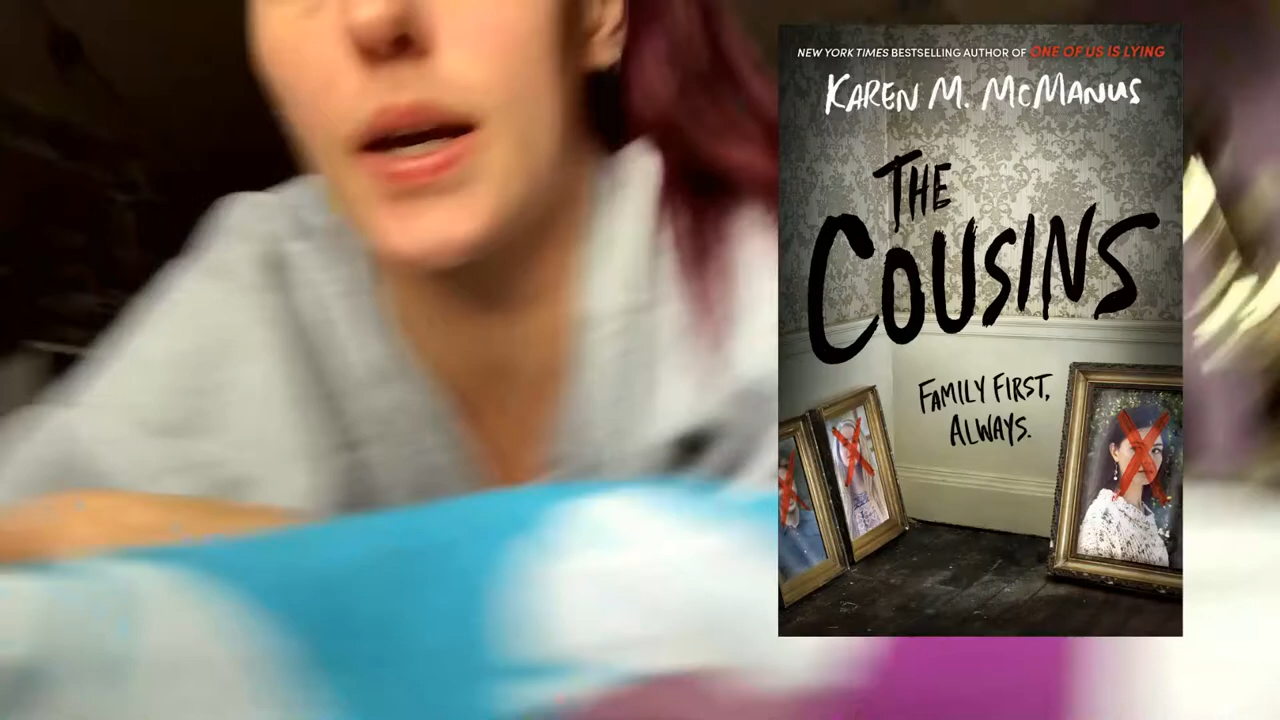 NEW YORK TIMES BESTSELLING AUTHOR OF ONE OF US IS LYING
KAREN M. MCMANUS
THE
COUSINS
FAMILY FIRST,
ALWAYS.